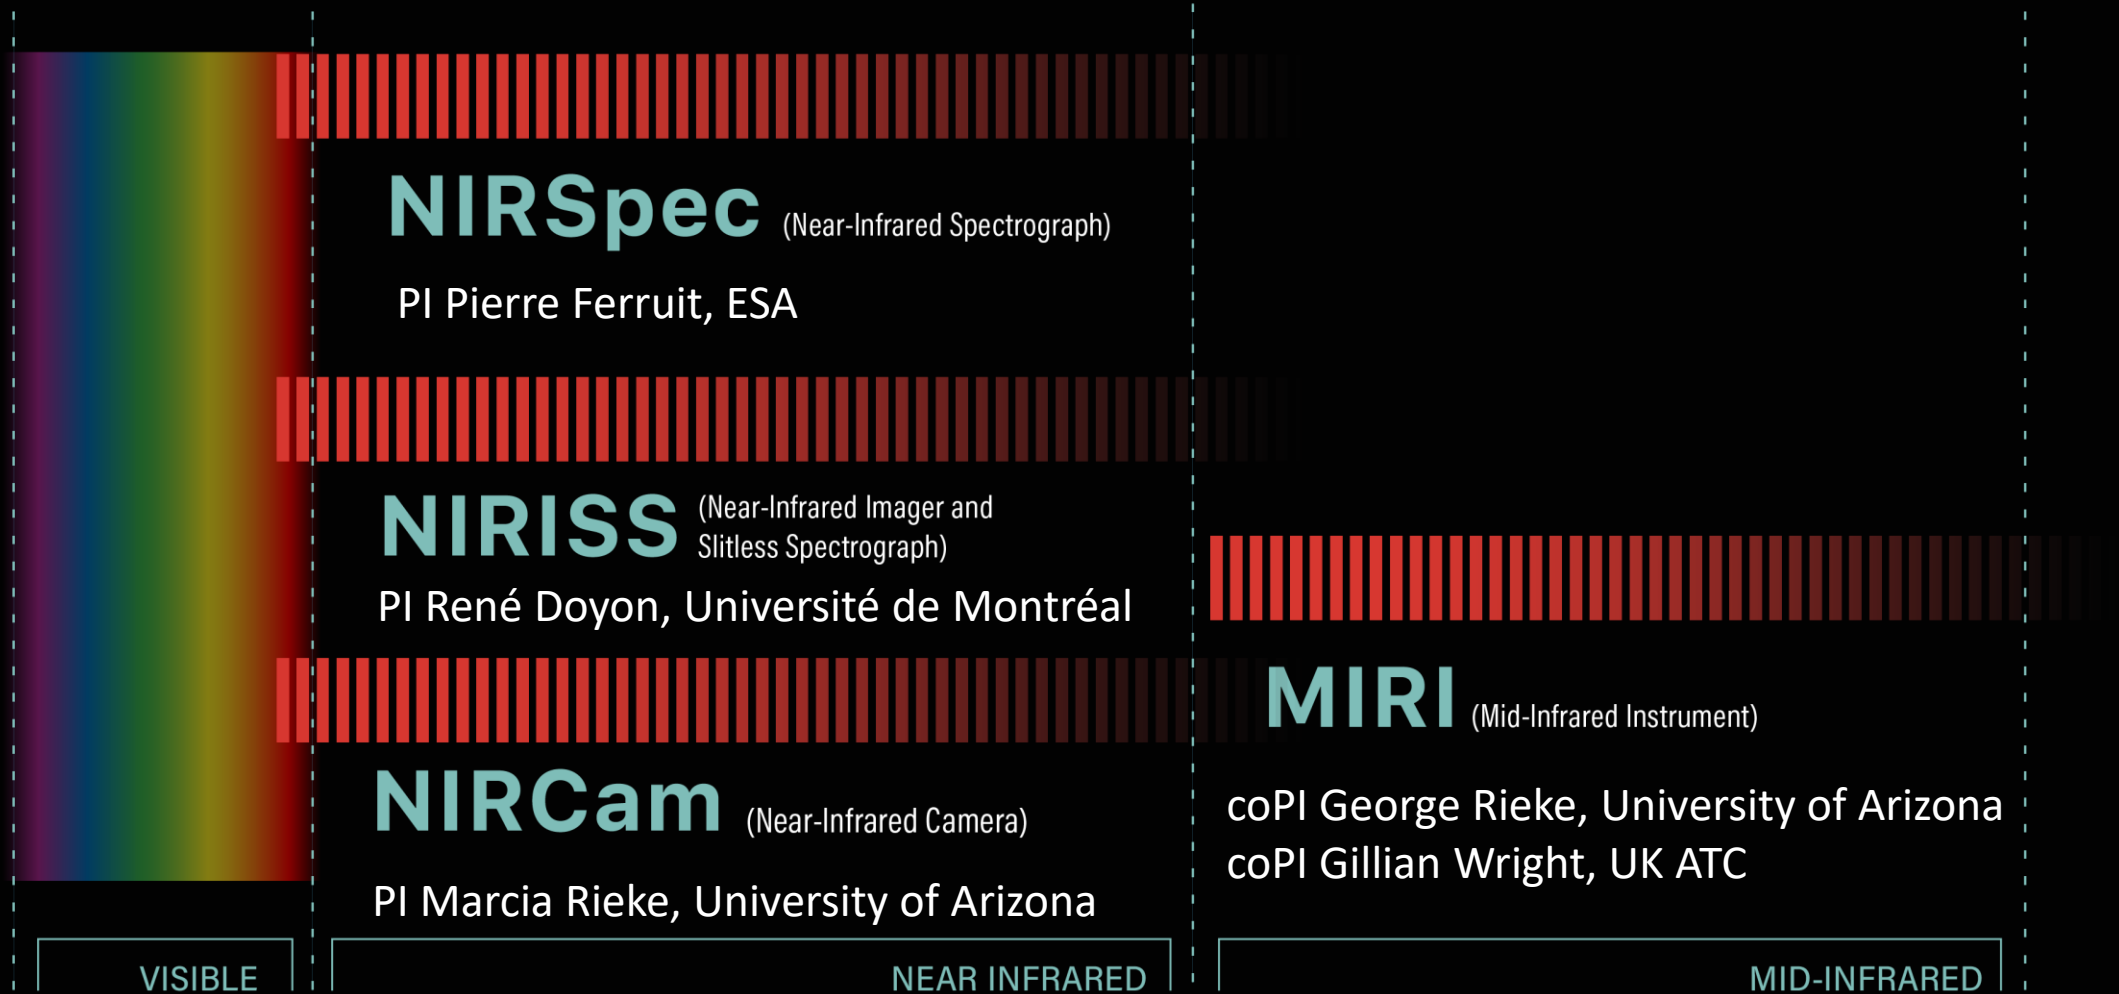 NIRSpec (Near-Infrared Spectrograph)
PI Pierre Ferruit, ESA
NIRISS (Near-Infrared Imager and
Slitless Spectrograph)
PI René Doyon, Université de Montréal
NIRCam (Near-Infrared Camera)
PI Marcia Rieke, University of Arizona
MIRI (Mid-Infrared Instrument)
coPI George Rieke, University of Arizona
coPI Gillian Wright, UK ATC
VISIBLE
NEAR INFRARED
MID-INFRARED